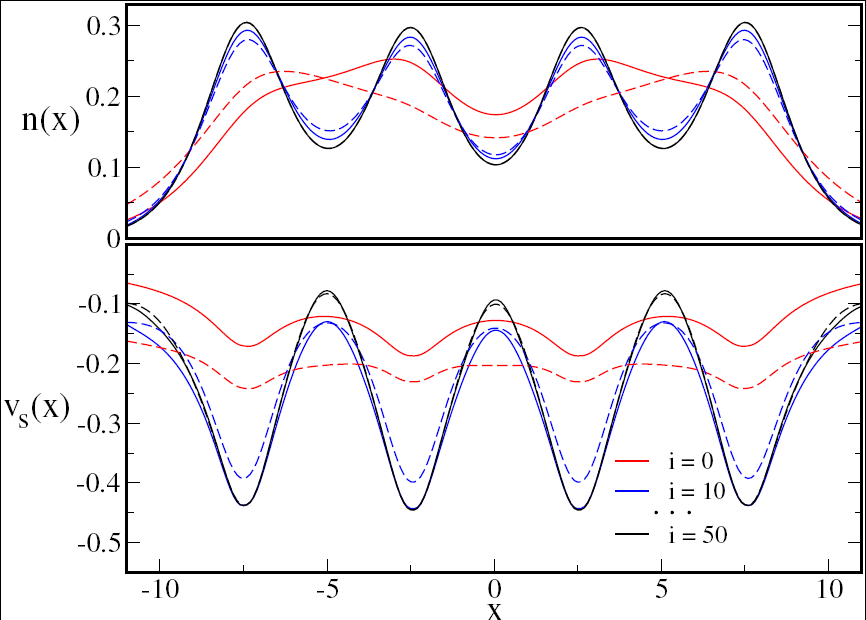 0.3
0.2
n(x)
0.1
0
-0.1
-0.2
-0.3
v_S(x)
-0.4
-0.5
i = 0
i = 10
. . .
i = 50
-10 -5 0 5 10
x